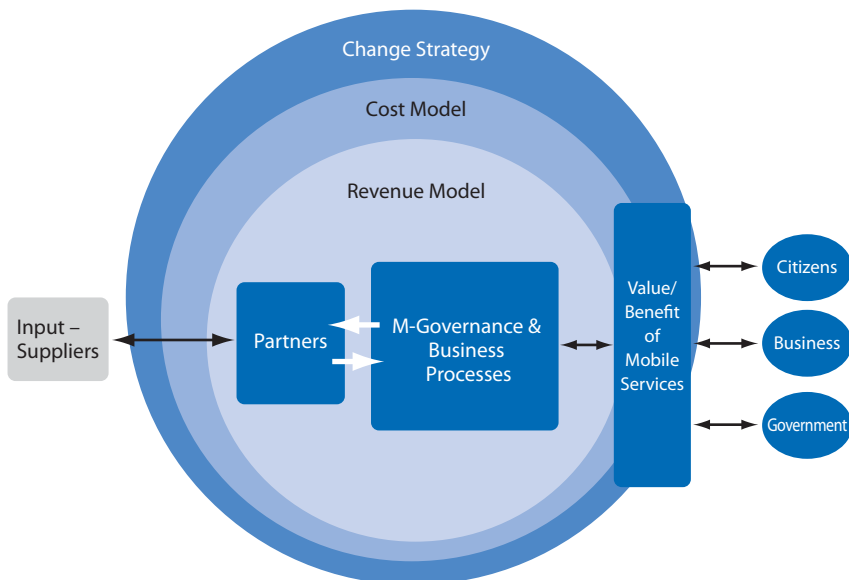 Change Strategy
Cost Model
Revenue Model
Input –
Suppliers
Partners
M-Governance &
Business
Processes
Value/
Benefit
of
Mobile
Services
Citizens
Business
Government